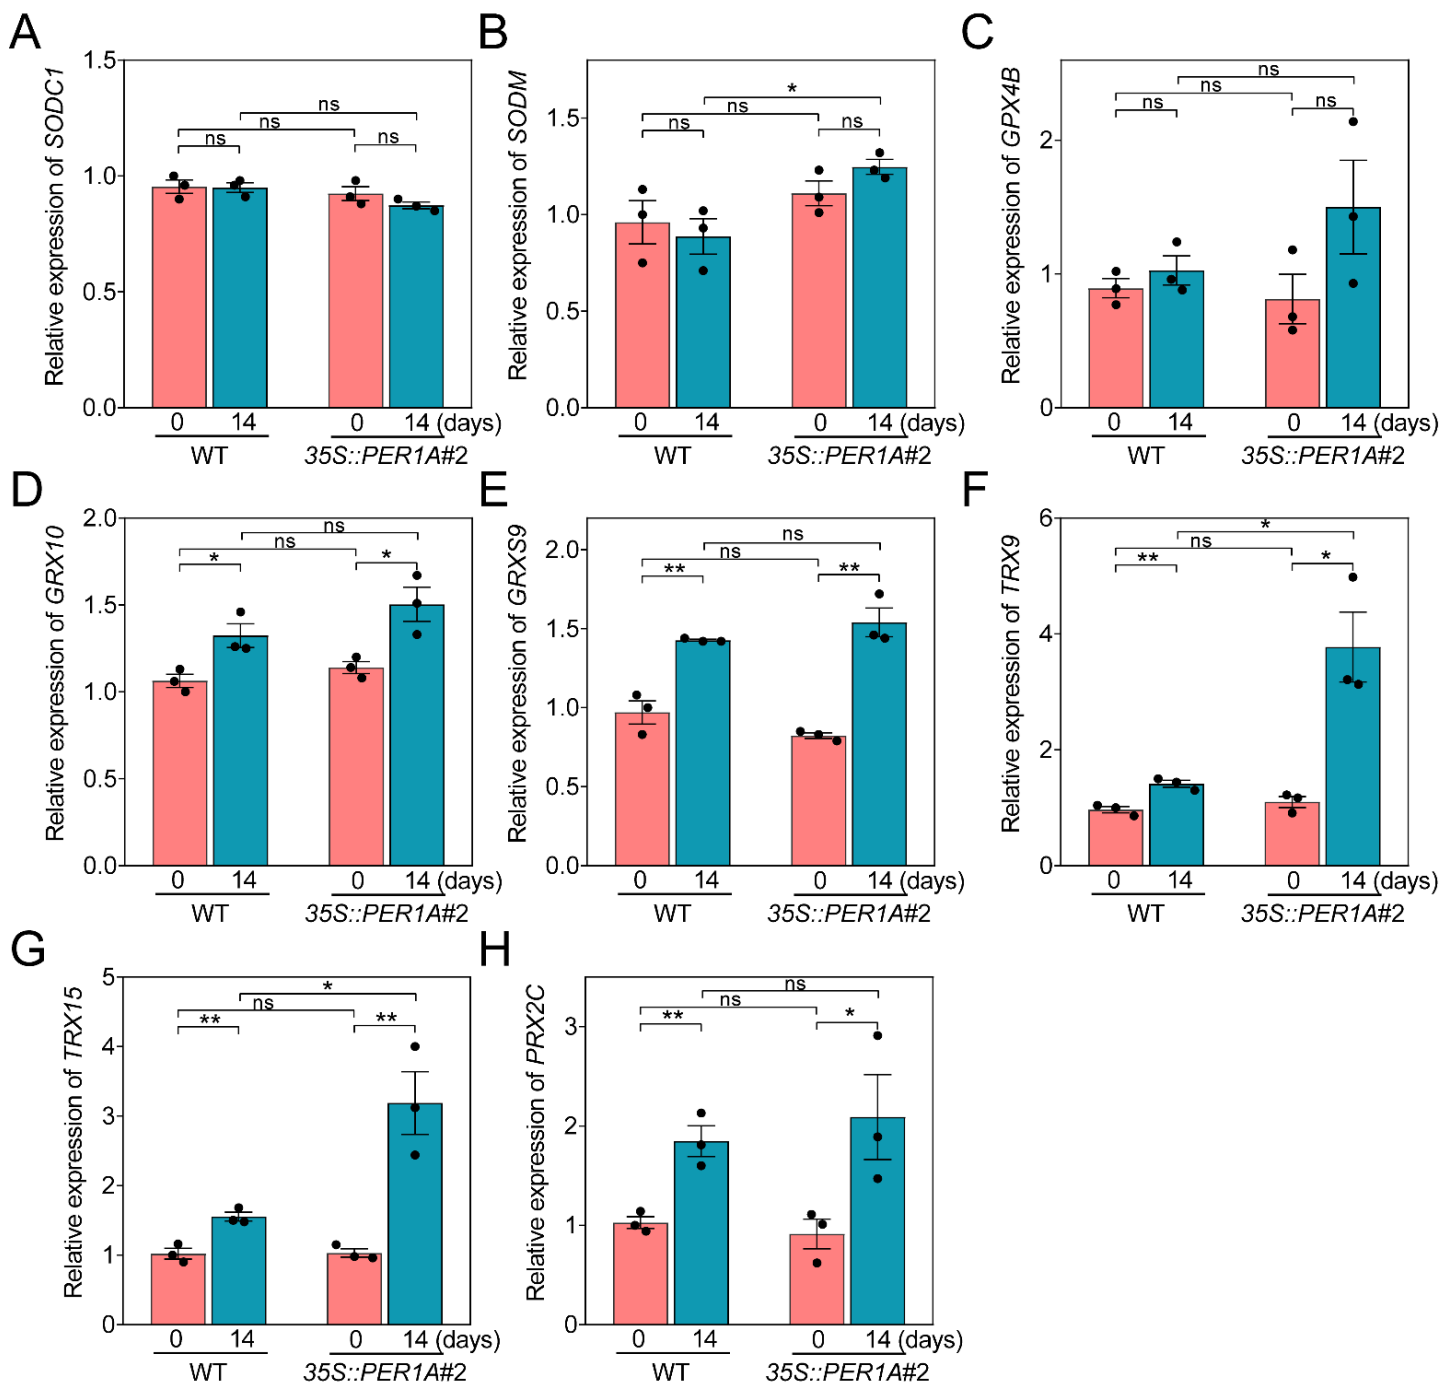 A
Relative expression of SODC1
1.5
1.0
0.5
0.0
ns
ns
ns
ns
0 14 0 14 (days)
WT 35S::PER1A#2
B
Relative expression of SODM
1.5
1.0
0.5
0.0
*
ns
ns
ns
0 14 0 14 (days)
WT 35S::PER1A#2
C
Relative expression of GPX4B
2
1
0
ns
ns
ns
ns
0 14 0 14 (days)
WT 35S::PER1A#2
D
Relative expression of GRX10
2.0
1.5
1.0
0.5
0.0
ns
ns
*
*
0 14 0 14 (days)
WT 35S::PER1A#2
E
Relative expression of GRXS9
2.0
1.5
1.0
0.5
0.0
ns
ns
**
**
0 14 0 14 (days)
WT 35S::PER1A#2
F
Relative expression of TRX9
6
4
2
0
*
ns
**
*
0 14 0 14 (days)
WT 35S::PER1A#2
G
Relative expression of TRX15
5
4
3
2
1
0
*
ns
**
**
0 14 0 14 (days)
WT 35S::PER1A#2
H
Relative expression of PRX2C
3
2
1
0
ns
ns
**
*
0 14 0 14 (days)
WT 35S::PER1A#2